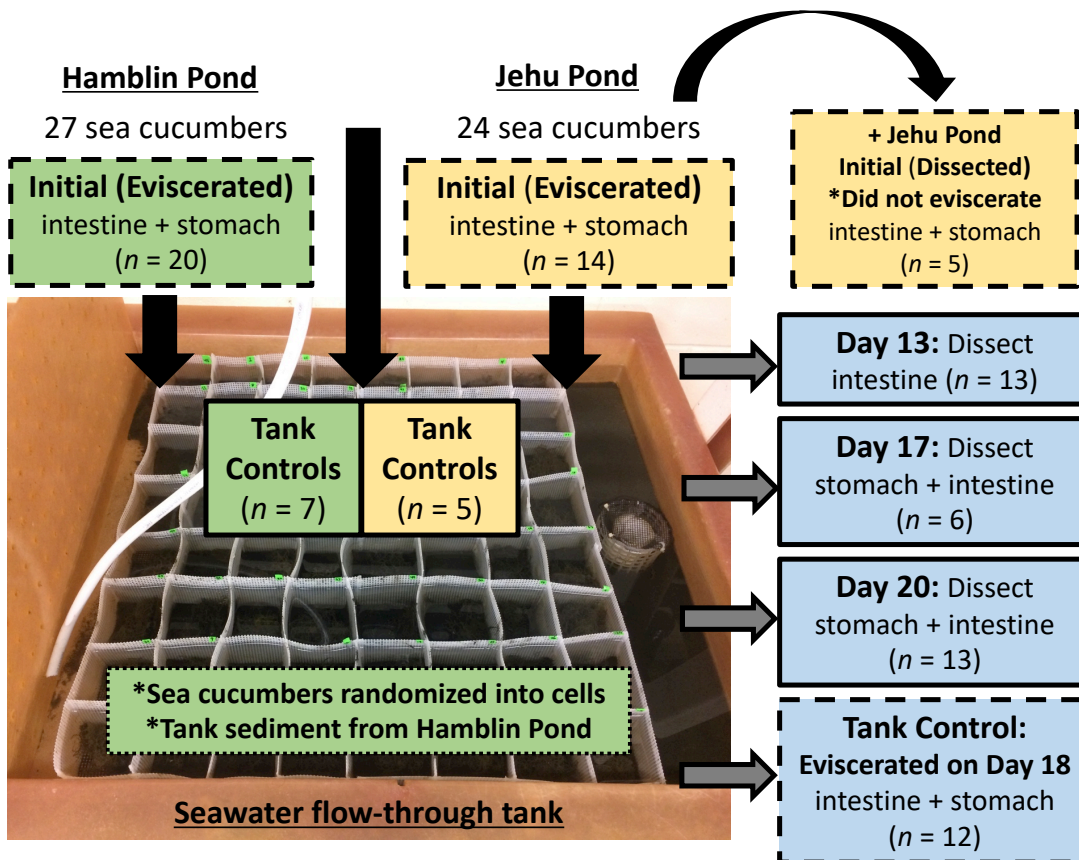 Hamblin Pond
27 sea cucumbers
Initial (Eviscerated)
intestine + stomach
(n = 20)
Jehu Pond
24 sea cucumbers
Initial (Eviscerated)
intestine + stomach
(n = 14)
+ Jehu Pond
Initial (Dissected)
*Did not eviscerate
intestine + stomach
(n = 5)
Tank
Controls
(n = 7)
Tank
Controls
(n = 5)
*Sea cucumbers randomized into cells
*Tank sediment from Hamblin Pond
Seawater flow-through tank
Day 13: Dissect
intestine (n = 13)
Day 17: Dissect
stomach + intestine
(n = 6)
Day 20: Dissect
stomach + intestine
(n = 13)
Tank Control:
Eviscerated on Day 18
intestine + stomach
(n = 12)